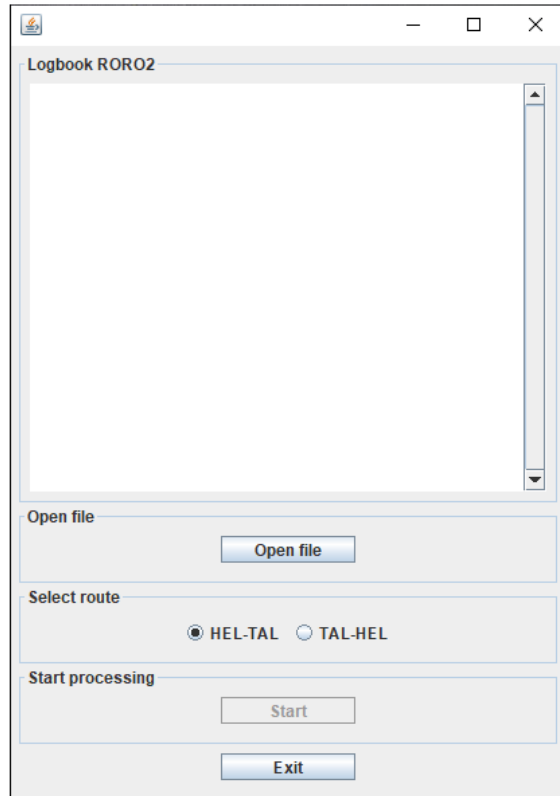 Logbook RORO2
Open file
Open file
Select route
HEL-TAL TAL-HEL
Start processing
Start
Exit